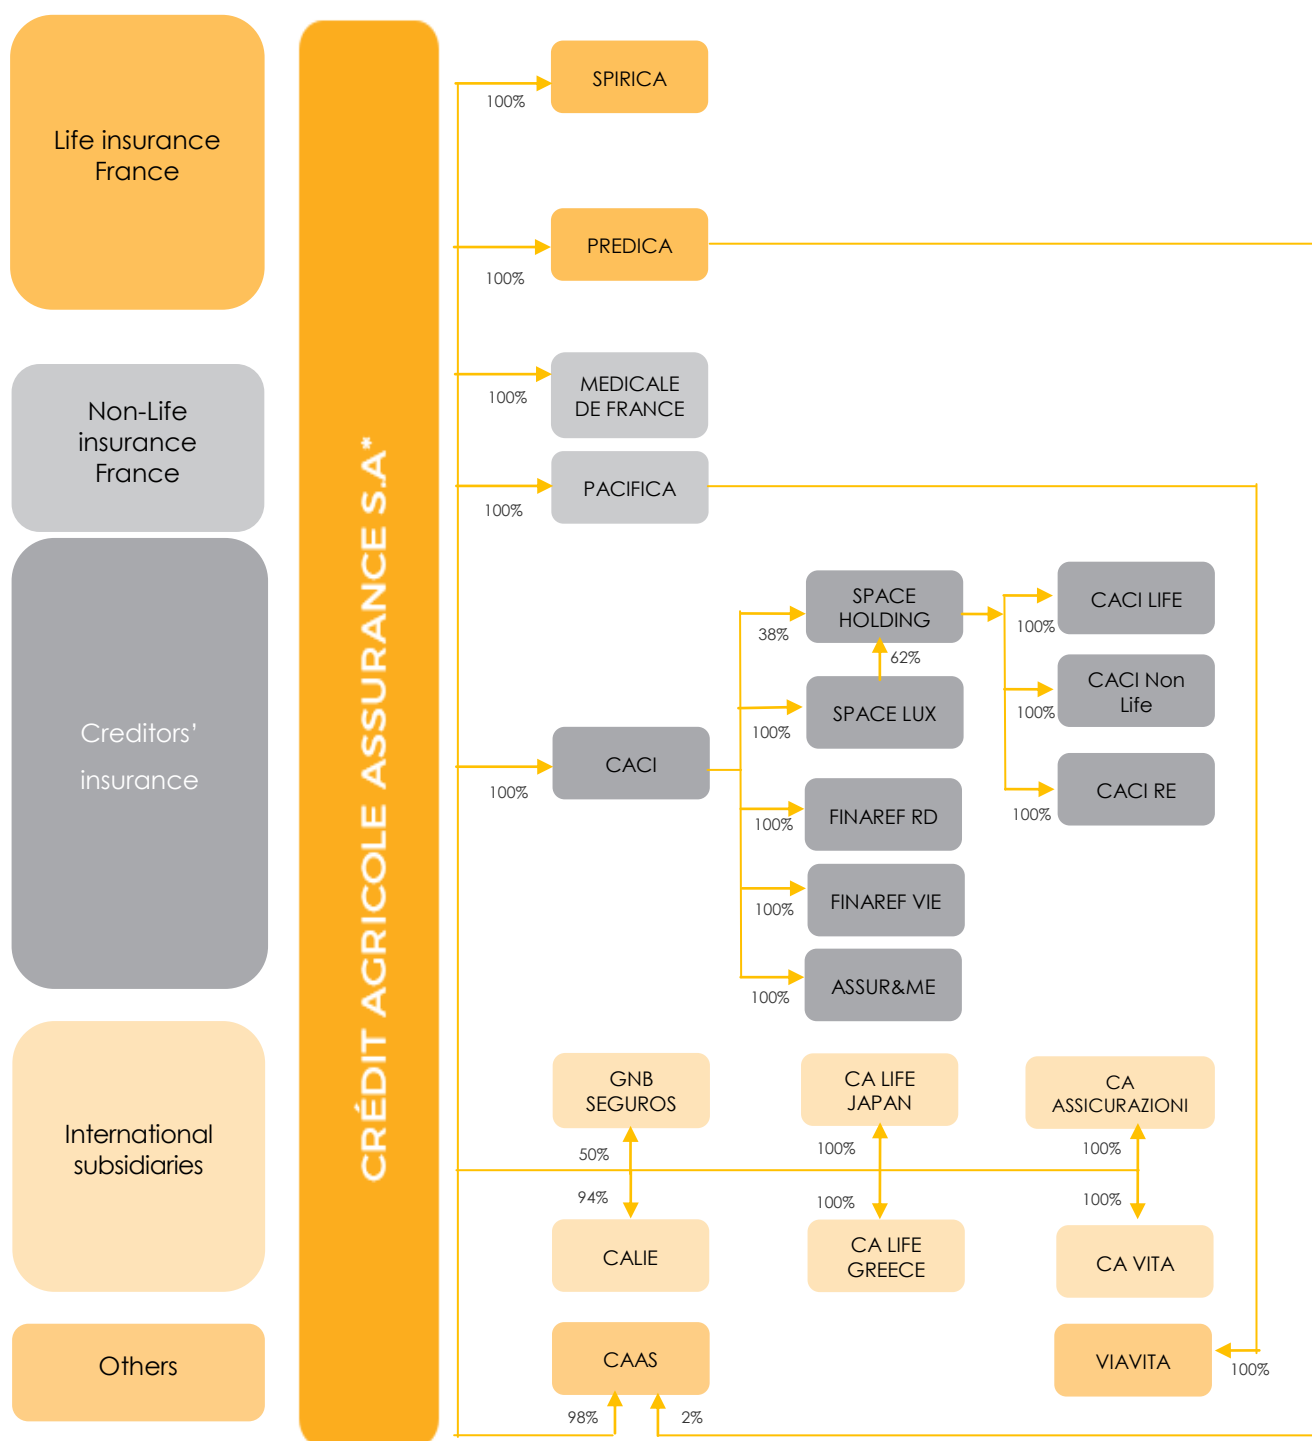 Life insurance
France
Non-Life
insurance
France
Creditors'
insurance
International
subsidiaries
Others
CRÉDIT AGRICOLE ASSURANCE S.A*
SPIRICA
100%
PREDICA
100%
MEDICALE
DE FRANCE
100%
PACIFICA
100%
CACI
100%
SPACE
HOLDING
38%
62%
SPACE LUX
100%
FINAREF RD
100%
FINAREF VIE
100%
ASSUR&ME
100%
CACI LIFE
100%
CACI Non
Life
100%
CACI RE
100%
GNB
SEGUROS
50%
94%
CALIE
CA LIFE
JAPAN
100%
100%
CA LIFE
GREECE
CA
ASSICURAZIONI
100%
100%
CA VITA
CAAS
98%
2%
VIAVITA
100%